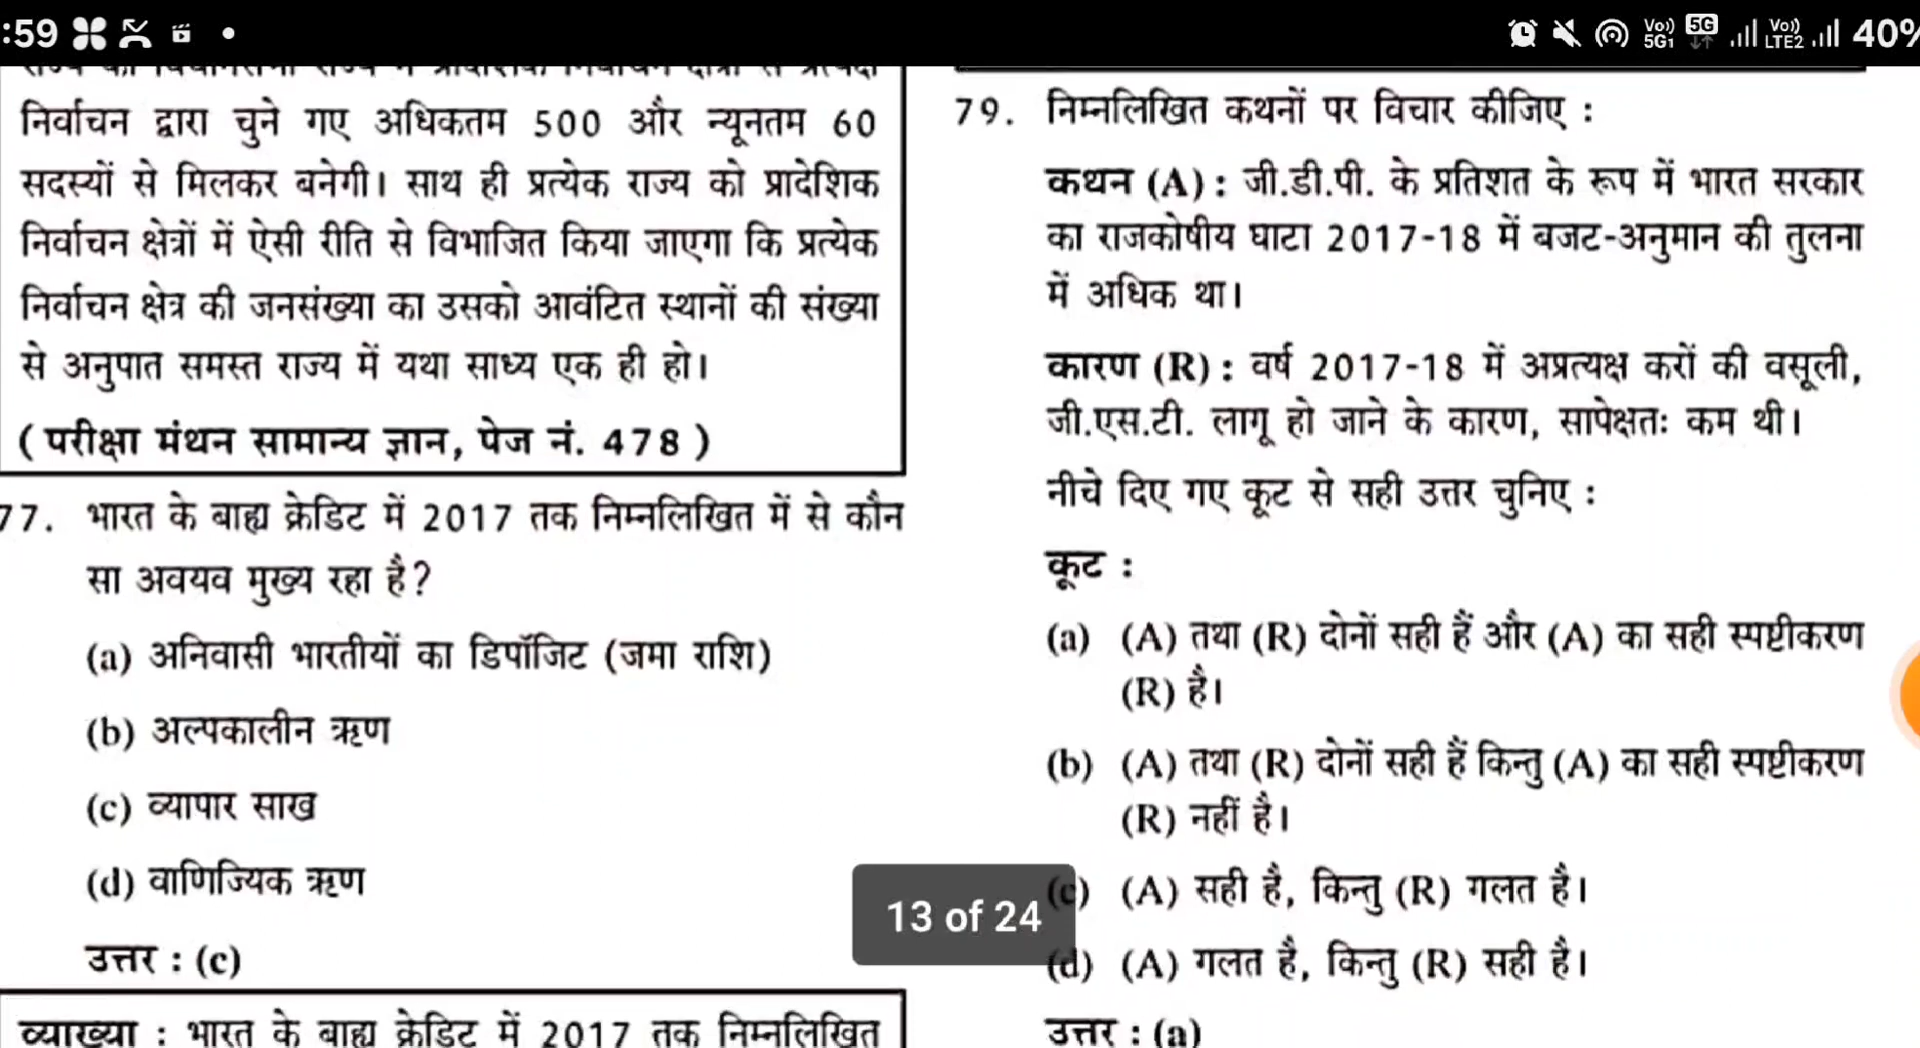 :59
Vo)) 5G1 5G Vo)) LTE2 40%
निर्वाचन द्वारा चुने गए अधिकतम 500 और न्यूनतम 60
सदस्यों से मिलकर बनेगी। साथ ही प्रत्येक राज्य को प्रादेशिक
निर्वाचन क्षेत्रों में ऐसी रीति से विभाजित किया जाएगा कि प्रत्येक
निर्वाचन क्षेत्र की जनसंख्या का उसको आवंटित स्थानों की संख्या
से अनुपात समस्त राज्य में यथा साध्य एक ही हो।
( परीक्षा मंथन सामान्य ज्ञान, पेज नं. 478 )
77. भारत के बाह्य क्रेडिट में 2017 तक निम्नलिखित में से कौन
सा अवयव मुख्य रहा है?
(a) अनिवासी भारतीयों का डिपॉजिट (जमा राशि)
(b) अल्पकालीन ऋण
(c) व्यापार साख
(d) वाणिज्यिक ऋण
उत्तर : (c)
व्याख्या : भारत के बाह्य क्रेडिट में 2017 तक निम्नलिखित
79. निम्नलिखित कथनों पर विचार कीजिए :
कथन (A) : जी.डी.पी. के प्रतिशत के रूप में भारत सरकार
का राजकोषीय घाटा 2017-18 में बजट-अनुमान की तुलना
में अधिक था।
कारण (R) : वर्ष 2017-18 में अप्रत्यक्ष करों की वसूली,
जी.एस.टी. लागू हो जाने के कारण, सापेक्षतः कम थी।
नीचे दिए गए कूट से सही उत्तर चुनिए :
कूट :
(a) (A) तथा (R) दोनों सही हैं और (A) का सही स्पष्टीकरण
(R) है।
(b) (A) तथा (R) दोनों सही हैं किन्तु (A) का सही स्पष्टीकरण
(R) नहीं है।
(c) (A) सही है, किन्तु (R) गलत है।
(d) (A) गलत है, किन्तु (R) सही है।
उत्तर : (a)
13 of 24